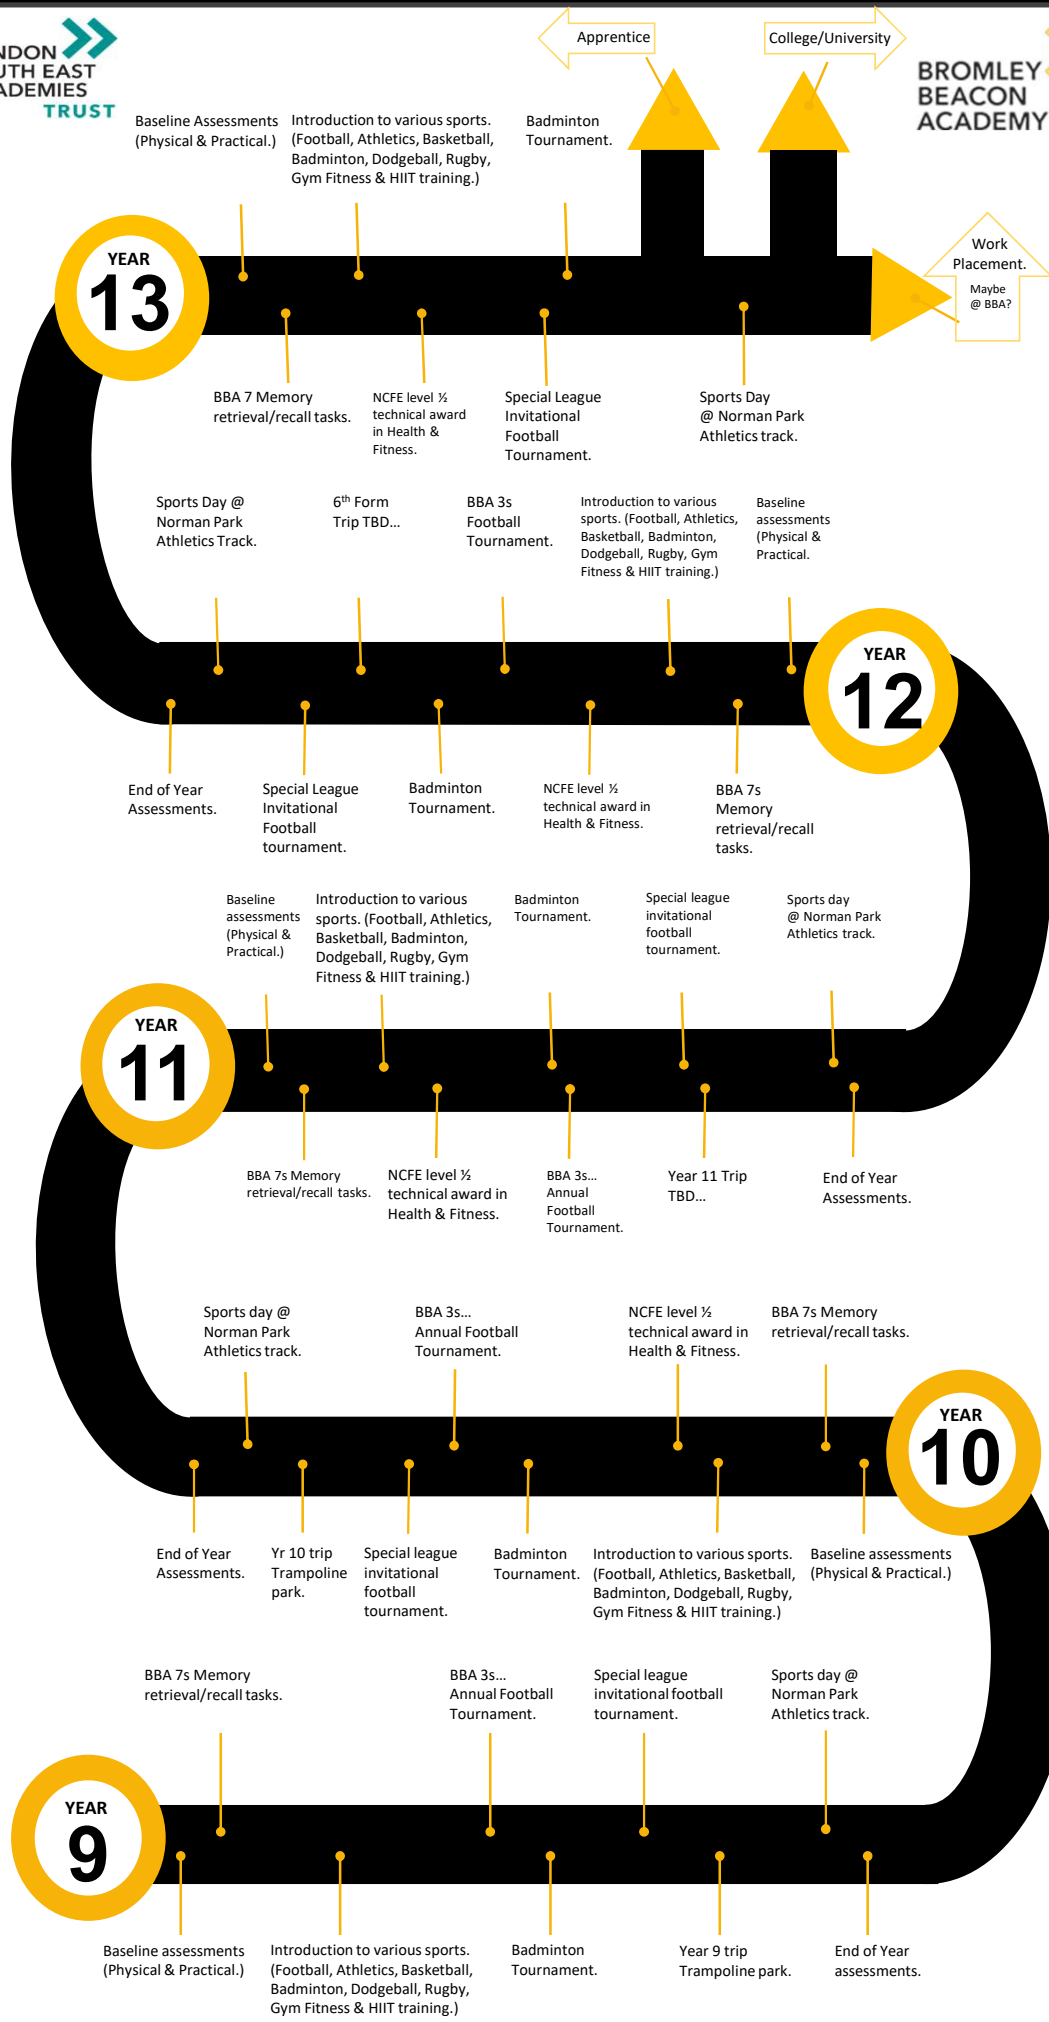 TRUST
BROMLEY
BEACON
ACADEMY
Apprentice
College/University
Baseline Assessments
(Physical & Practical.)
Introduction to various sports.
(Football, Athletics, Basketball,
Badminton, Dodgeball, Rugby,
Gym Fitness & HIIT training.)
Badminton
Tournament.
Work
Placement.
Maybe
@ BBA?
YEAR
13
BBA 7 Memory
retrieval/recall tasks.
NCFE level ½
technical award
in Health &
Fitness.
Special League
Invitational
Football
Tournament.
Sports Day
@ Norman Park
Athletics track.
Sports Day @
Norman Park
Athletics Track.
6th Form
Trip TBD...
BBA 3s
Football
Tournament.
Introduction to various
sports. (Football, Athletics,
Basketball, Badminton,
Dodgeball, Rugby, Gym
Fitness & HIIT training.)
Baseline
assessments
(Physical &
Practical.
YEAR
12
End of Year
Assessments.
Special League
Invitational
Football
tournament.
Badminton
Tournament.
NCFE level ½
technical award in
Health & Fitness.
BBA 7s
Memory
retrieval/recall
tasks.
Baseline
assessments
(Physical &
Practical.)
Introduction to various
sports. (Football, Athletics,
Basketball, Badminton,
Dodgeball, Rugby, Gym
Fitness & HIIT training.)
Badminton
Tournament.
Special league
invitational
football
tournament.
Sports day
@ Norman Park
Athletics track.
YEAR
11
BBA 7s Memory
retrieval/recall tasks.
NCFE level ½
technical award in
Health & Fitness.
BBA 3s...
Annual
Football
Tournament.
Year 11 Trip
TBD...
End of Year
Assessments.
Sports day @
Norman Park
Athletics track.
BBA 3s...
Annual Football
Tournament.
NCFE level ½
technical award in
Health & Fitness.
BBA 7s Memory
retrieval/recall tasks.
YEAR
10
End of Year
Assessments.
Yr 10 trip
Trampoline
park.
Special league
invitational
football
tournament.
Badminton
Tournament.
Introduction to various sports.
(Football, Athletics, Basketball,
Badminton, Dodgeball, Rugby,
Gym Fitness & HIIT training.)
Baseline assessments
(Physical & Practical.)
BBA 7s Memory
retrieval/recall tasks.
BBA 3s...
Annual Football
Tournament.
Special league
invitational football
tournament.
Sports day @
Norman Park
Athletics track.
YEAR
9
Baseline assessments
(Physical & Practical.)
Introduction to various sports.
(Football, Athletics, Basketball,
Badminton, Dodgeball, Rugby,
Gym Fitness & HIIT training.)
Badminton
Tournament.
Year 9 trip
Trampoline park.
End of Year
assessments.